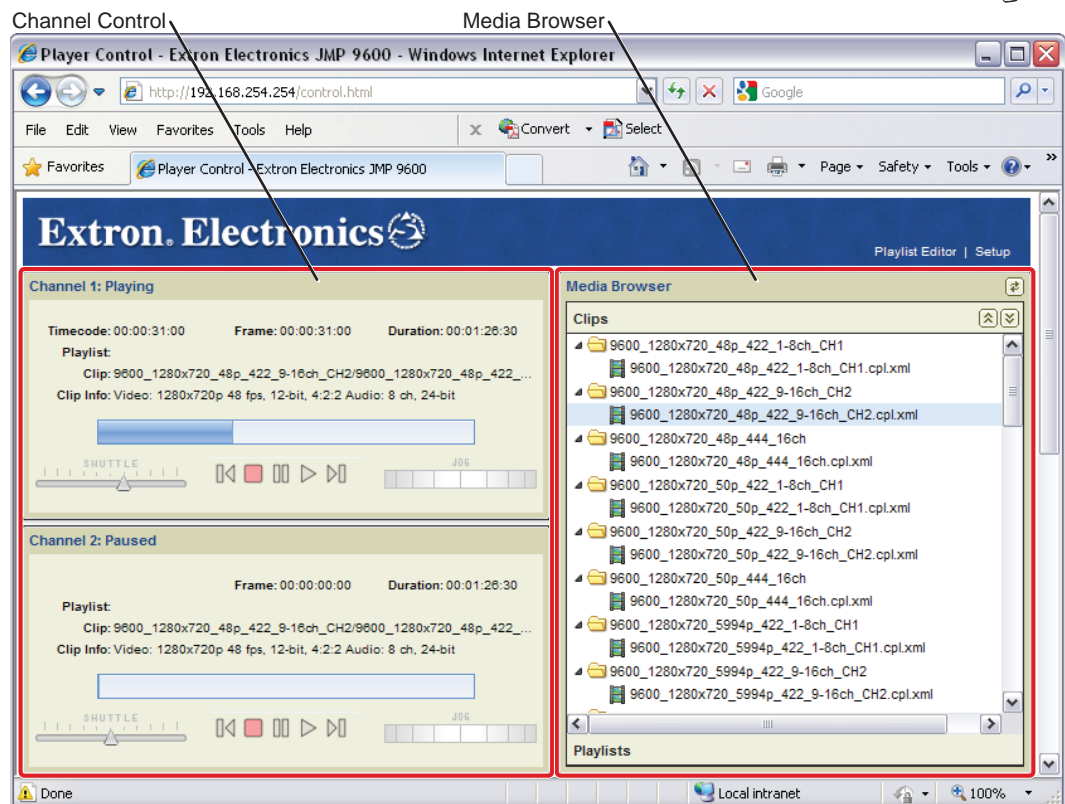 Channel Control
Media Browser
Player Control - Extron Electronics JMP 9600 - Windows Internet Explorer
http://192.168.254.254/control.html
Google
File Edit View Favorites Tools Help
Convert Select
Favorites
Player Control - Extron Electronics JMP 9600
Page Safety Tools
Extron® Electronics
Playlist Editor | Setup
Channel 1: Playing
Timecode: 00:00:31:00 Frame: 00:00:31:00 Duration: 00:01:26:30
Playlist:
Clip: 9600_1280x720_48p_422_9-16ch_CH2/9600_1280x720_48p_422_...
Clip Info: Video: 1280x720p 48 fps, 12-bit, 4:2:2 Audio: 8 ch, 24-bit
SHUTTLE
JOG
Channel 2: Paused
Frame: 00:00:00:00 Duration: 00:01:26:30
Playlist:
Clip: 9600_1280x720_48p_422_9-16ch_CH2/9600_1280x720_48p_422_...
Clip Info: Video: 1280x720p 48 fps, 12-bit, 4:2:2 Audio: 8 ch, 24-bit
SHUTTLE
JOG
Media Browser
Clips
9600_1280x720_48p_422_1-8ch_CH1
9600_1280x720_48p_422_1-8ch_CH1.cpl.xml
9600_1280x720_48p_422_9-16ch_CH2
9600_1280x720_48p_422_9-16ch_CH2.cpl.xml
9600_1280x720_48p_444_16ch
9600_1280x720_48p_444_16ch.cpl.xml
9600_1280x720_50p_422_1-8ch_CH1
9600_1280x720_50p_422_1-8ch_CH1.cpl.xml
9600_1280x720_50p_422_9-16ch_CH2
9600_1280x720_50p_422_9-16ch_CH2.cpl.xml
9600_1280x720_50p_444_16ch
9600_1280x720_50p_444_16ch.cpl.xml
9600_1280x720_5994p_422_1-8ch_CH1
9600_1280x720_5994p_422_1-8ch_CH1.cpl.xml
9600_1280x720_5994p_422_9-16ch_CH2
9600_1280x720_5994p_422_9-16ch_CH2.cpl.xml
Playlists
Done
Local intranet
100%